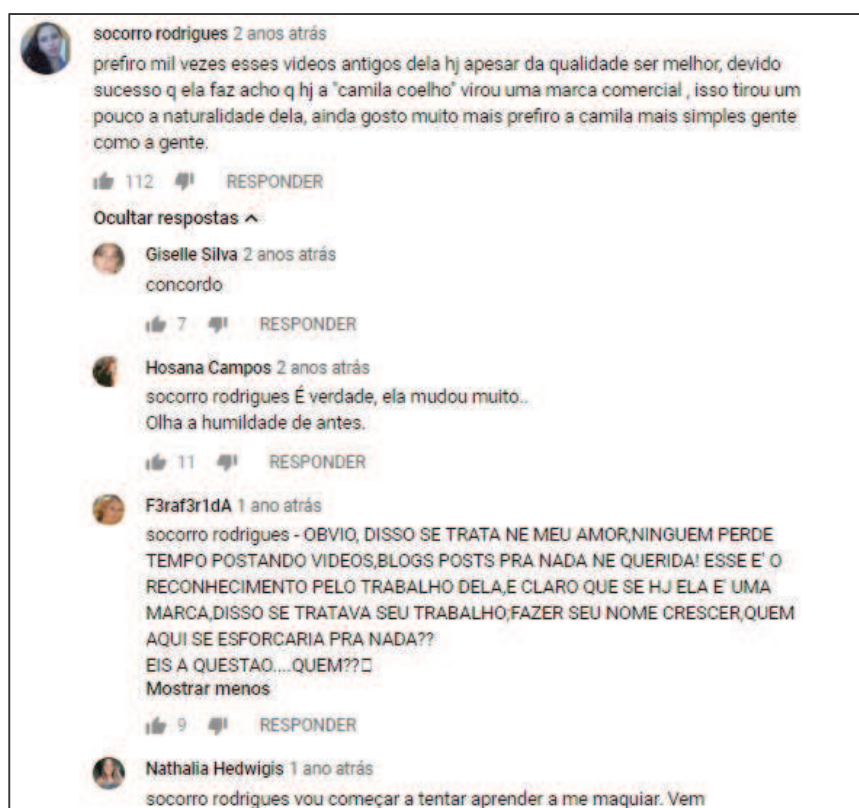 socorro rodrigues 2 anos atrás
prefiro mil vezes esses videos antigos dela hj apesar da qualidade ser melhor, devido
sucesso q ela faz acho q hj a "camila coelho" virou uma marca comercial , isso tirou um
pouco a naturalidade dela, ainda gosto muito mais prefiro a camila mais simples gente
como a gente.
112 RESPONDER
Ocultar respostas
Giselle Silva 2 anos atrás
concordo
7 RESPONDER
Hosana Campos 2 anos atrás
socorro rodrigues É verdade, ela mudou muito..
Olha a humildade de antes.
11 RESPONDER
F3raf3r1dA 1 ano atrás
socorro rodrigues - OBVIO, DISSO SE TRATA NE MEU AMOR,NINGUEM PERDE
TEMPO POSTANDO VIDEOS,BLOGS POSTS PRA NADA NE QUERIDA! ESSE E' O
RECONHECIMENTO PELO TRABALHO DELA,E CLARO QUE SE HJ ELA E' UMA
MARCA,DISSO SE TRATAVA SEU TRABALHO;FAZER SEU NOME CRESCER,QUEM
AQUI SE ESFORCARIA PRA NADA??
EIS A QUESTAO....QUEM??
Mostrar menos
9 RESPONDER
Nathalia Hedwigis 1 ano atrás
socorro rodrigues vou começar a tentar aprender a me maquiar. Vem